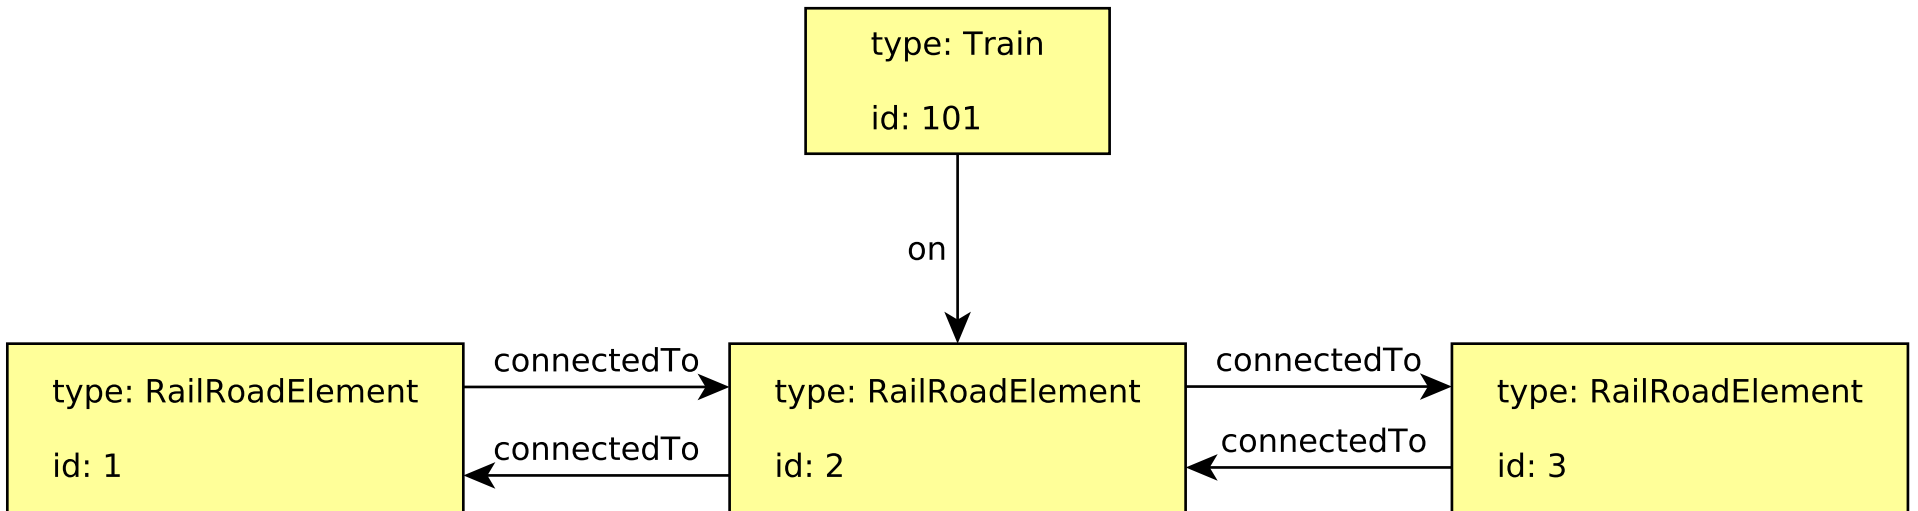 type: Train
id: 101
on
connectedTo
connectedTo
type: RailRoadElement
type: RailRoadElement
type: RailRoadElement
connectedTo
connectedTo
id: 1
id: 2
id: 3